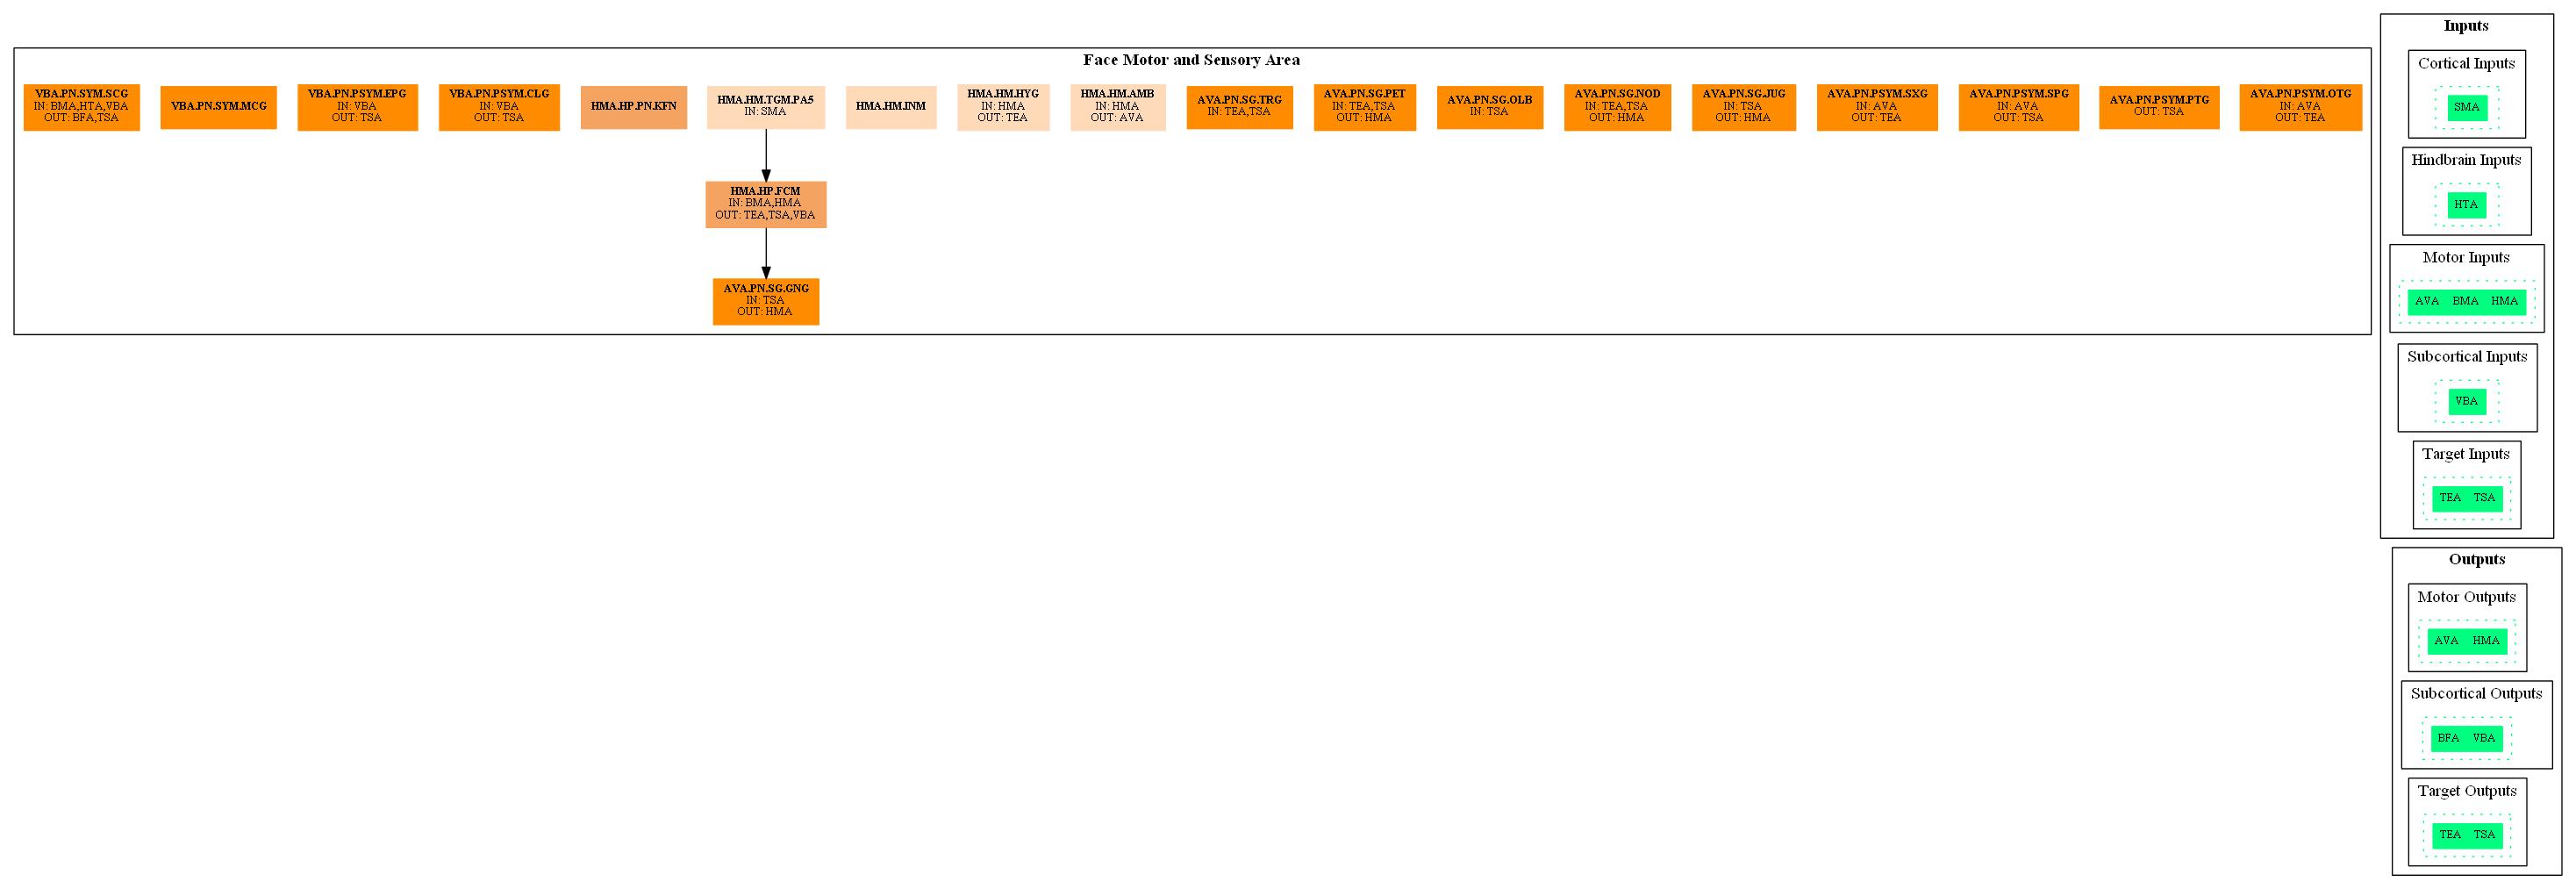 Face Motor and Sensory Area
VBA.PN.SYM.SCG
IN: BMA,HTA,VBA
OUT: BFA,TSA
VBA.PN.SYM.MCG
VBA.PN.PSYM.EPG
IN: VBA
OUT: TSA
VBA.PN.PSYM.CLG
IN: VBA
OUT: TSA
HMA.HP.PN.KFN
HMA.HM.TGM.PA5
IN: SMA
HMA.HM.INM
HMA.HM.HYG
IN: HMA
OUT: TEA
HMA.HM.AMB
IN: HMA
OUT: AVA
AVA.PN.SG.TRG
IN: TEA,TSA
AVA.PN.SG.PET
IN: TEA,TSA
OUT: HMA
AVA.PN.SG.OLB
IN: TSA
AVA.PN.SG.NOD
IN: TEA,TSA
OUT: HMA
AVA.PN.SG.JUG
IN: TSA
OUT: HMA
AVA.PN.PSYM.SXG
IN: AVA
OUT: TEA
AVA.PN.PSYM.SPG
IN: AVA
OUT: TSA
AVA.PN.PSYM.PTG
OUT: TSA
AVA.PN.PSYM.OTG
IN: AVA
OUT: TEA
HMA.HP.FCM
IN: BMA,HMA
OUT: TEA,TSA,VBA
AVA.PN.SG.GNG
IN: TSA
OUT: HMA
Inputs
Cortical Inputs
SMA
Hindbrain Inputs
HTA
Motor Inputs
AVA BMA HMA
Subcortical Inputs
VBA
Target Inputs
TEA TSA
Outputs
Motor Outputs
AVA HMA
Subcortical Outputs
BFA VBA
Target Outputs
TEA TSA